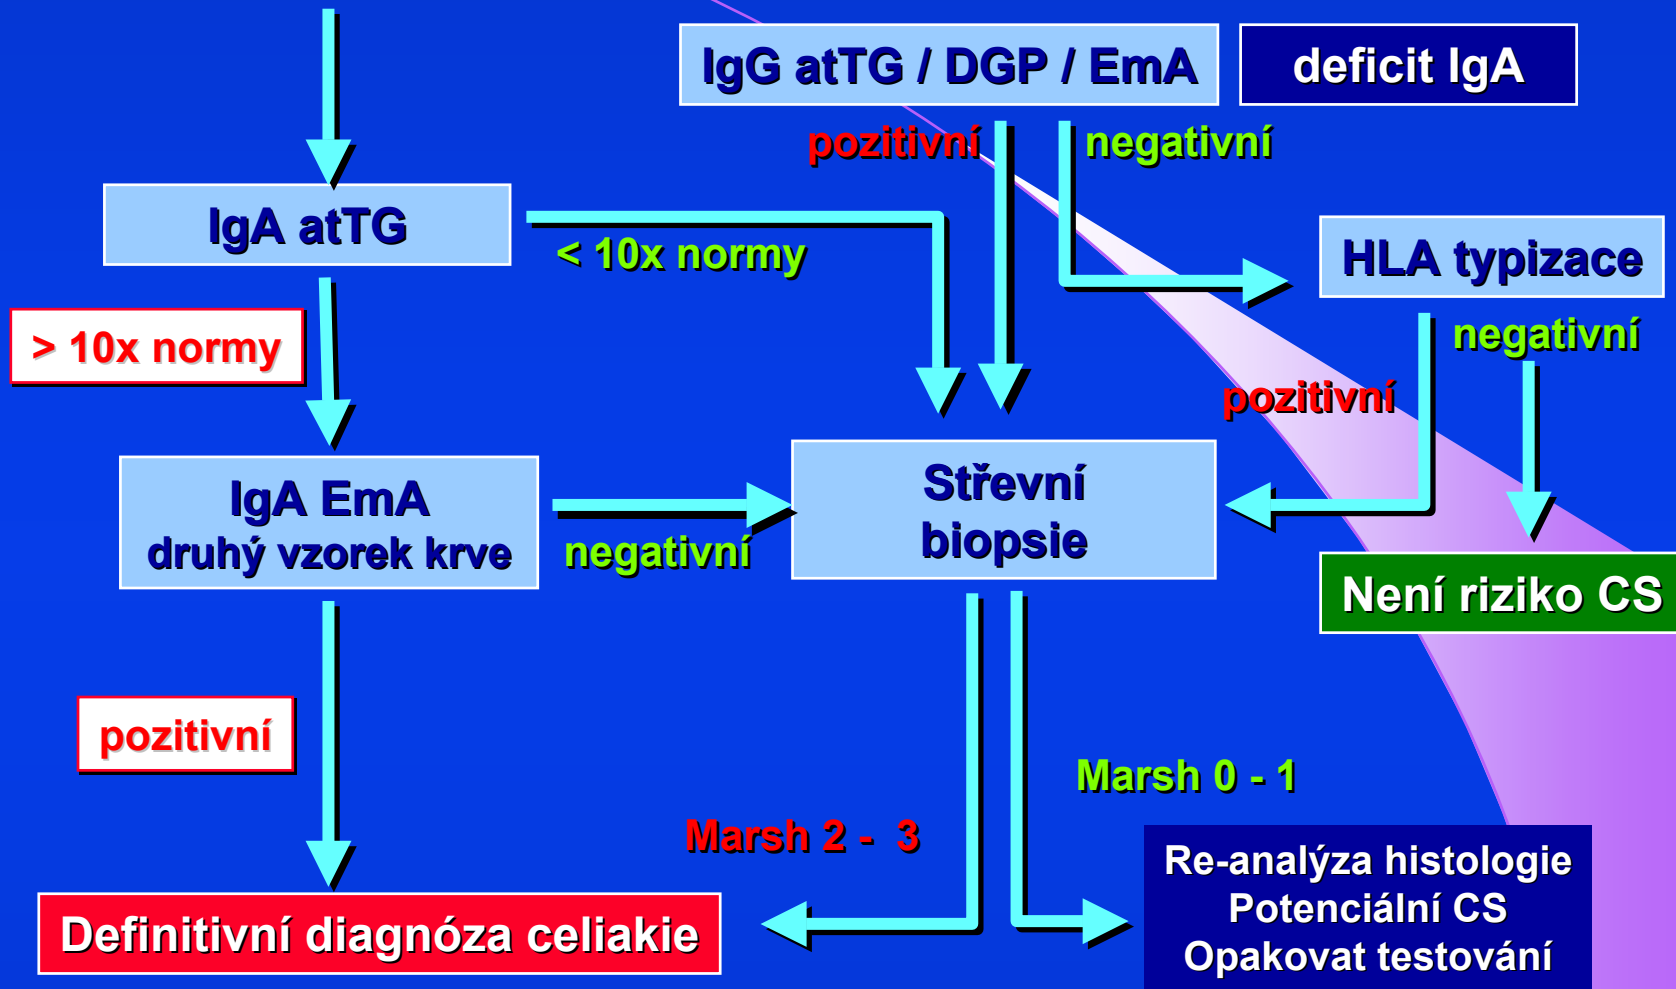 IgG atTG / DGP / EmA
deficit IgA
pozitivní
negativní
IgA atTG
< 10x normy
HLA typizace
> 10x normy
negativní
pozitivní
IgA EmA
druhý vzorek krve
negativní
Střevní
biopsie
Není riziko CS
pozitivní
Marsh 0 - 1
Marsh 2 - 3
Definitivní diagnóza celiakie
Re-analýza histologie
Potenciální CS
Opakovat testování